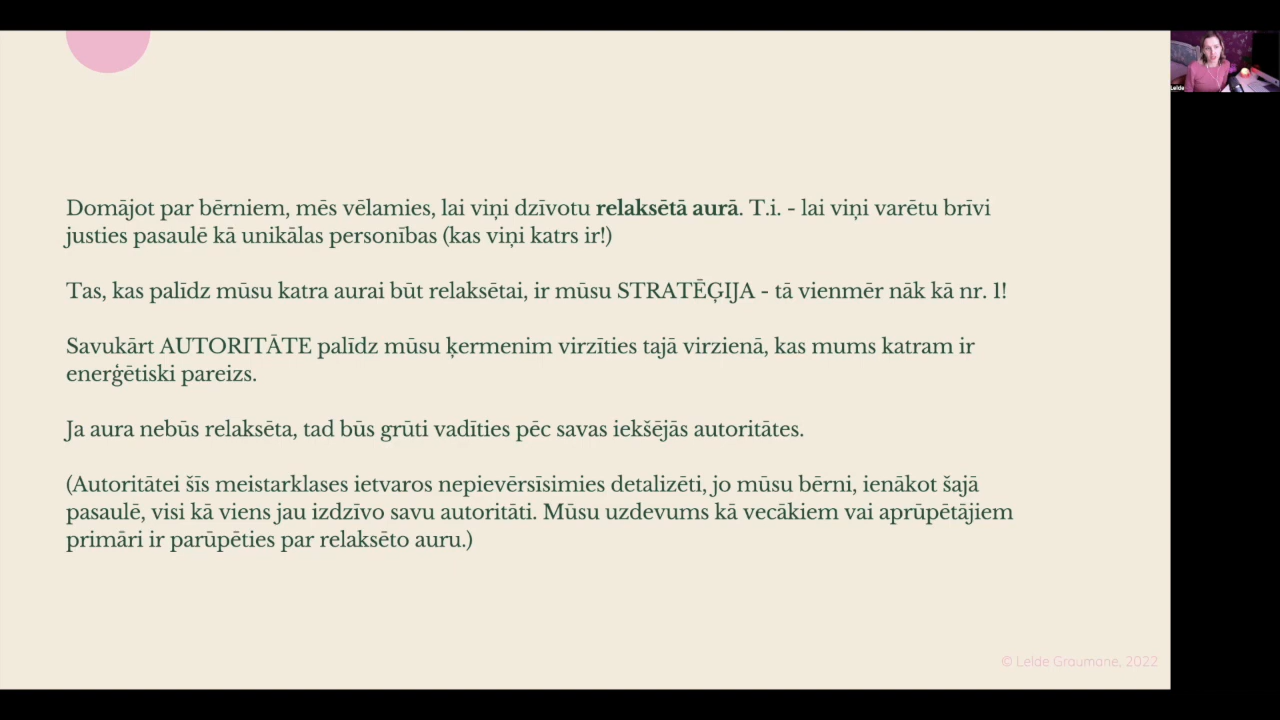 Domājot par bērniem, mēs vēlamies, lai viņi dzīvotu relaksētā aurā. T.i. - lai viņi varētu brīvi
justies pasaulē kā unikālas personības (kas viņi katrs ir!)
Tas, kas palīdz mūsu katra aurai būt relaksētai, ir mūsu STRATĒĢIJA - tā vienmēr nāk kā nr. 1!
Savukārt AUTORITĀTE palīdz mūsu ķermenim virzīties tajā virzienā, kas mums katram ir
enerģētiski pareizs.
Ja aura nebūs relaksēta, tad būs grūti vadīties pēc savas iekšējās autoritātes.
(Autoritātei šīs meistarklases ietvaros nepievērsīsimies detalizēti, jo mūsu bērni, ienākot šajā
pasaulē, visi kā viens jau izdzīvo savu autoritāti. Mūsu uzdevums kā vecākiem vai aprūpētājiem
primāri ir parūpēties par relaksēto auru.)
© Lelde Graumane, 2022
Lelde